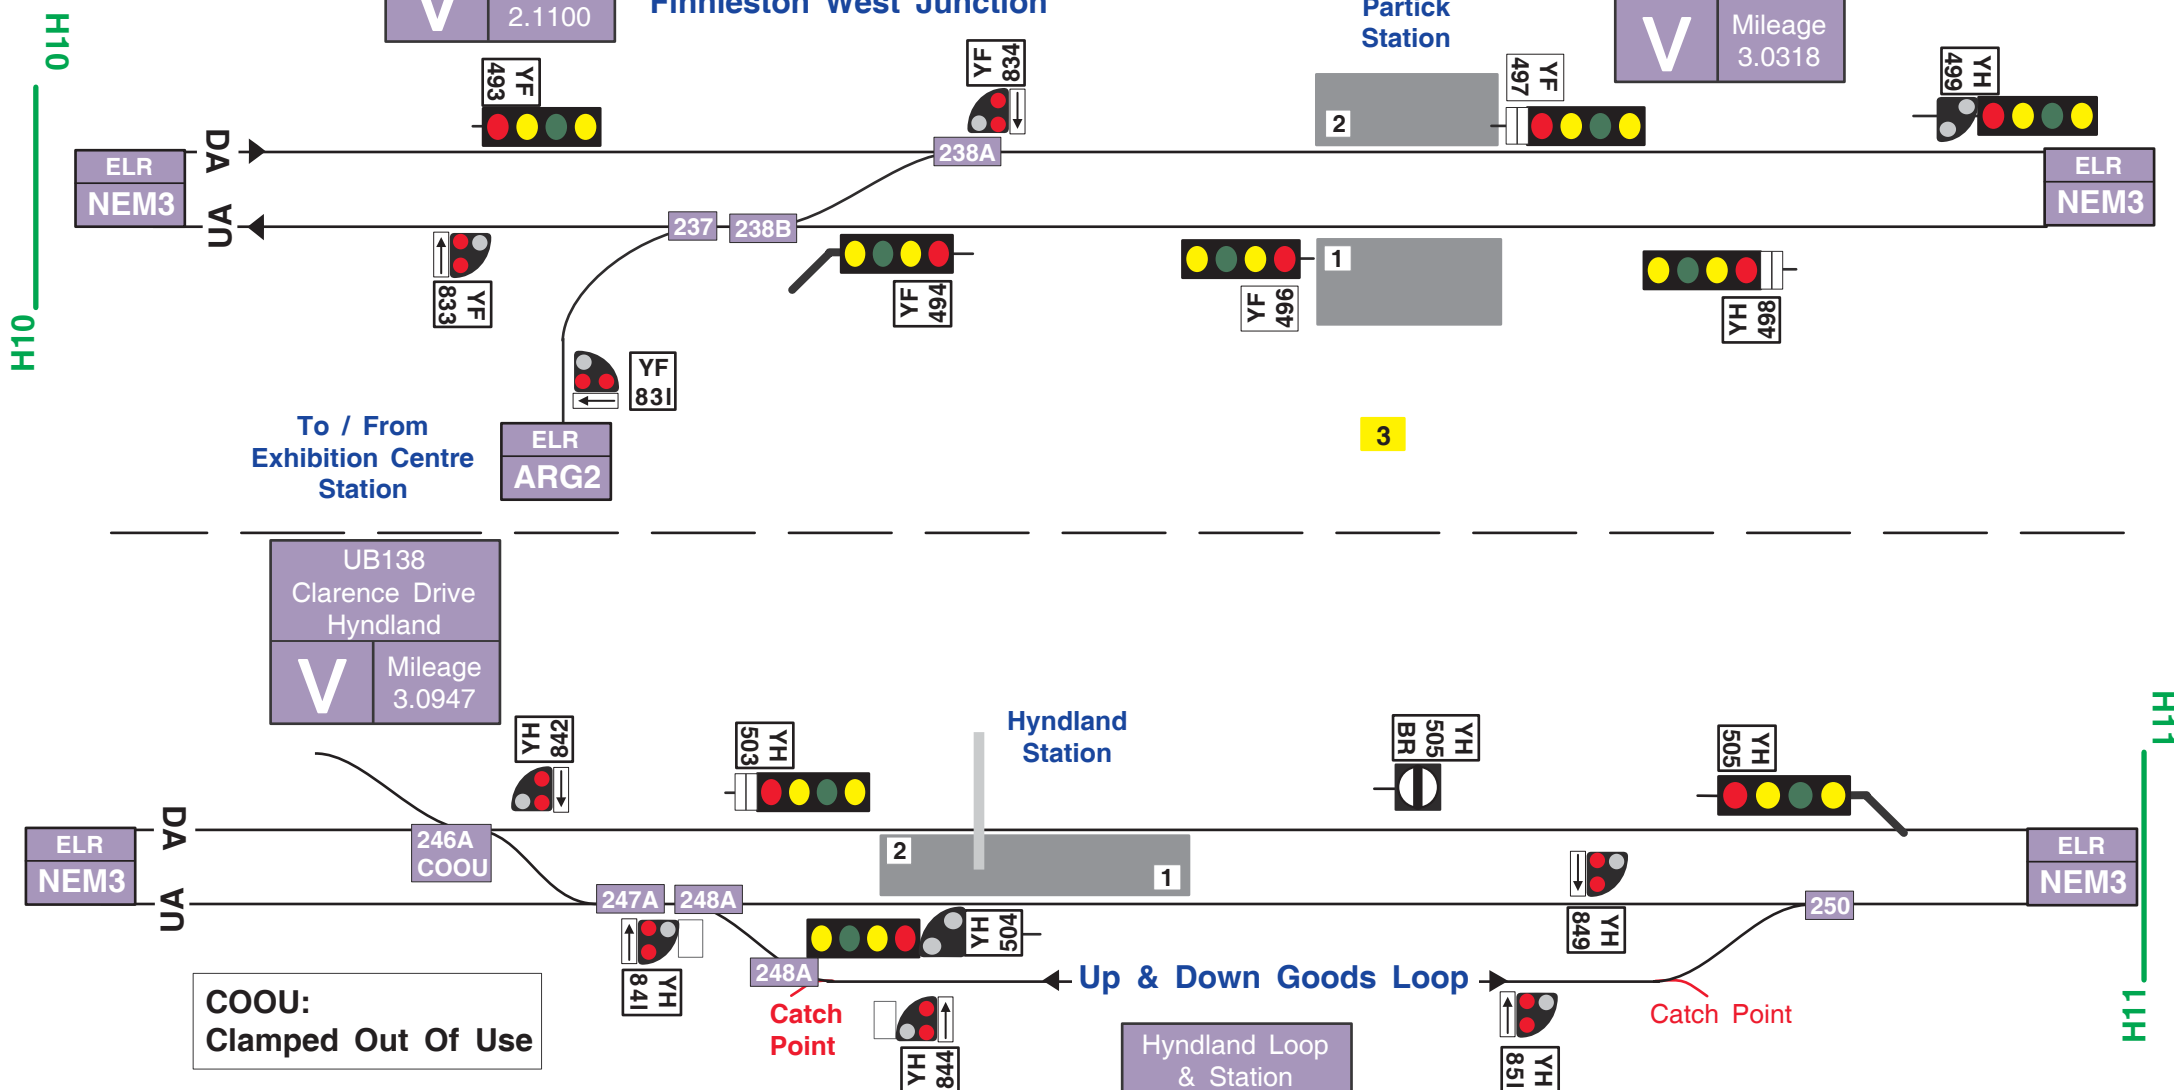 H10
V
2.1100
Finnieston West Junction
Partick
Station
V
Mileage
3.0318
YF
493
YF
834
YF
497
YH
499
2
ELR
NEM3
DA
UA
238A
237
238B
ELR
NEM3
1
YF
833
YF
494
YF
496
YH
498
H10
YF
831
To / From
Exhibition Centre
Station
ELR
ARG2
3
UB138
Clarence Drive
Hyndland
V
Mileage
3.0947
H11
YH
842
YH
503
Hyndland
Station
YH
505
BR
YH
505
ELR
NEM3
DA
UA
246A
COOU
2
1
247A
248A
ELR
NEM3
250
YH
841
YH
504
YH
849
248A
Up & Down Goods Loop
COOU:
Clamped Out Of Use
Catch
Point
Catch Point
YH
844
YH
851
Hyndland Loop
& Station
H11